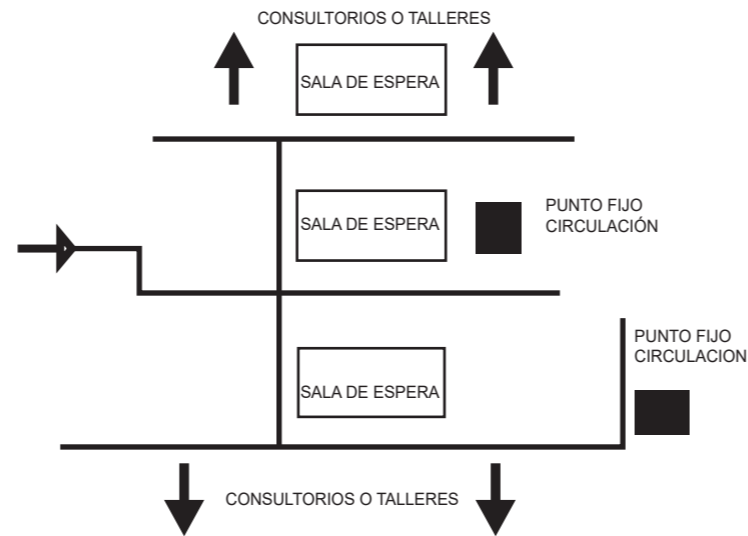 CONSULTORIOS O TALLERES
SALA DE ESPERA
SALA DE ESPERA
PUNTO FIJO
CIRCULACIÓN
PUNTO FIJO
CIRCULACION
SALA DE ESPERA
CONSULTORIOS O TALLERES